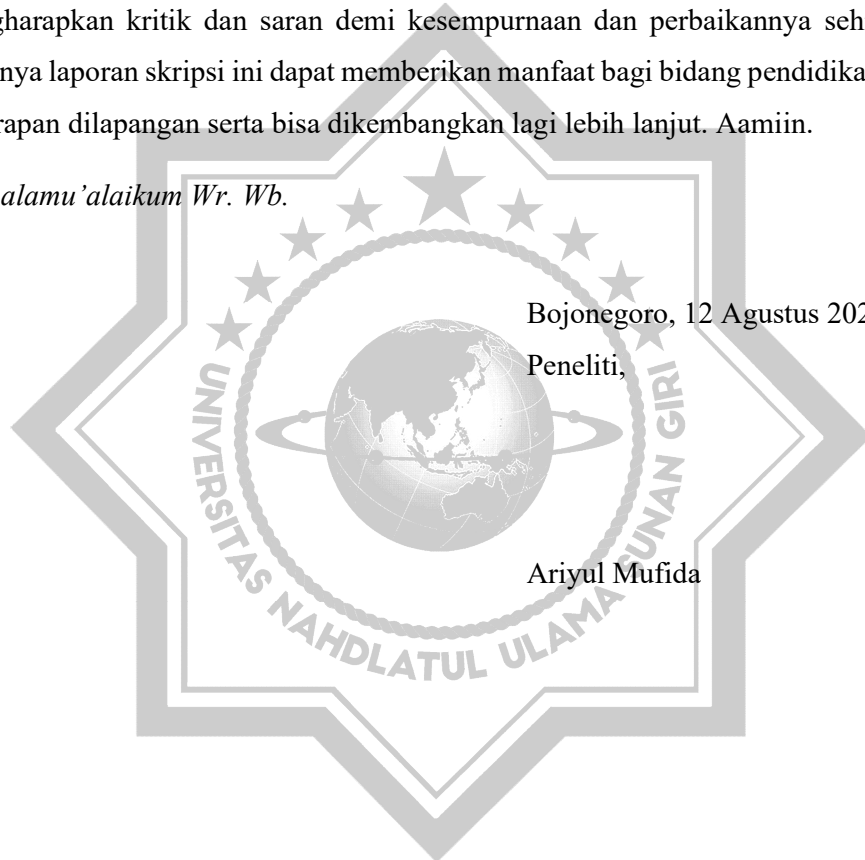 gharapkan kritik dan saran demi kesempurnaan dan perbaikannya seh
nya laporan skripsi ini dapat memberikan manfaat bagi bidang pendidika
rapan dilapangan serta bisa dikembangkan lagi lebih lanjut. Aamiin.
alamu’alaikum Wr. Wb.
Bojonegoro, 12 Agustus 202
Peneliti,
Ariyul Mufida
UNIVERSITAS NAHDLATUL ULAMA SUNAN GIRI